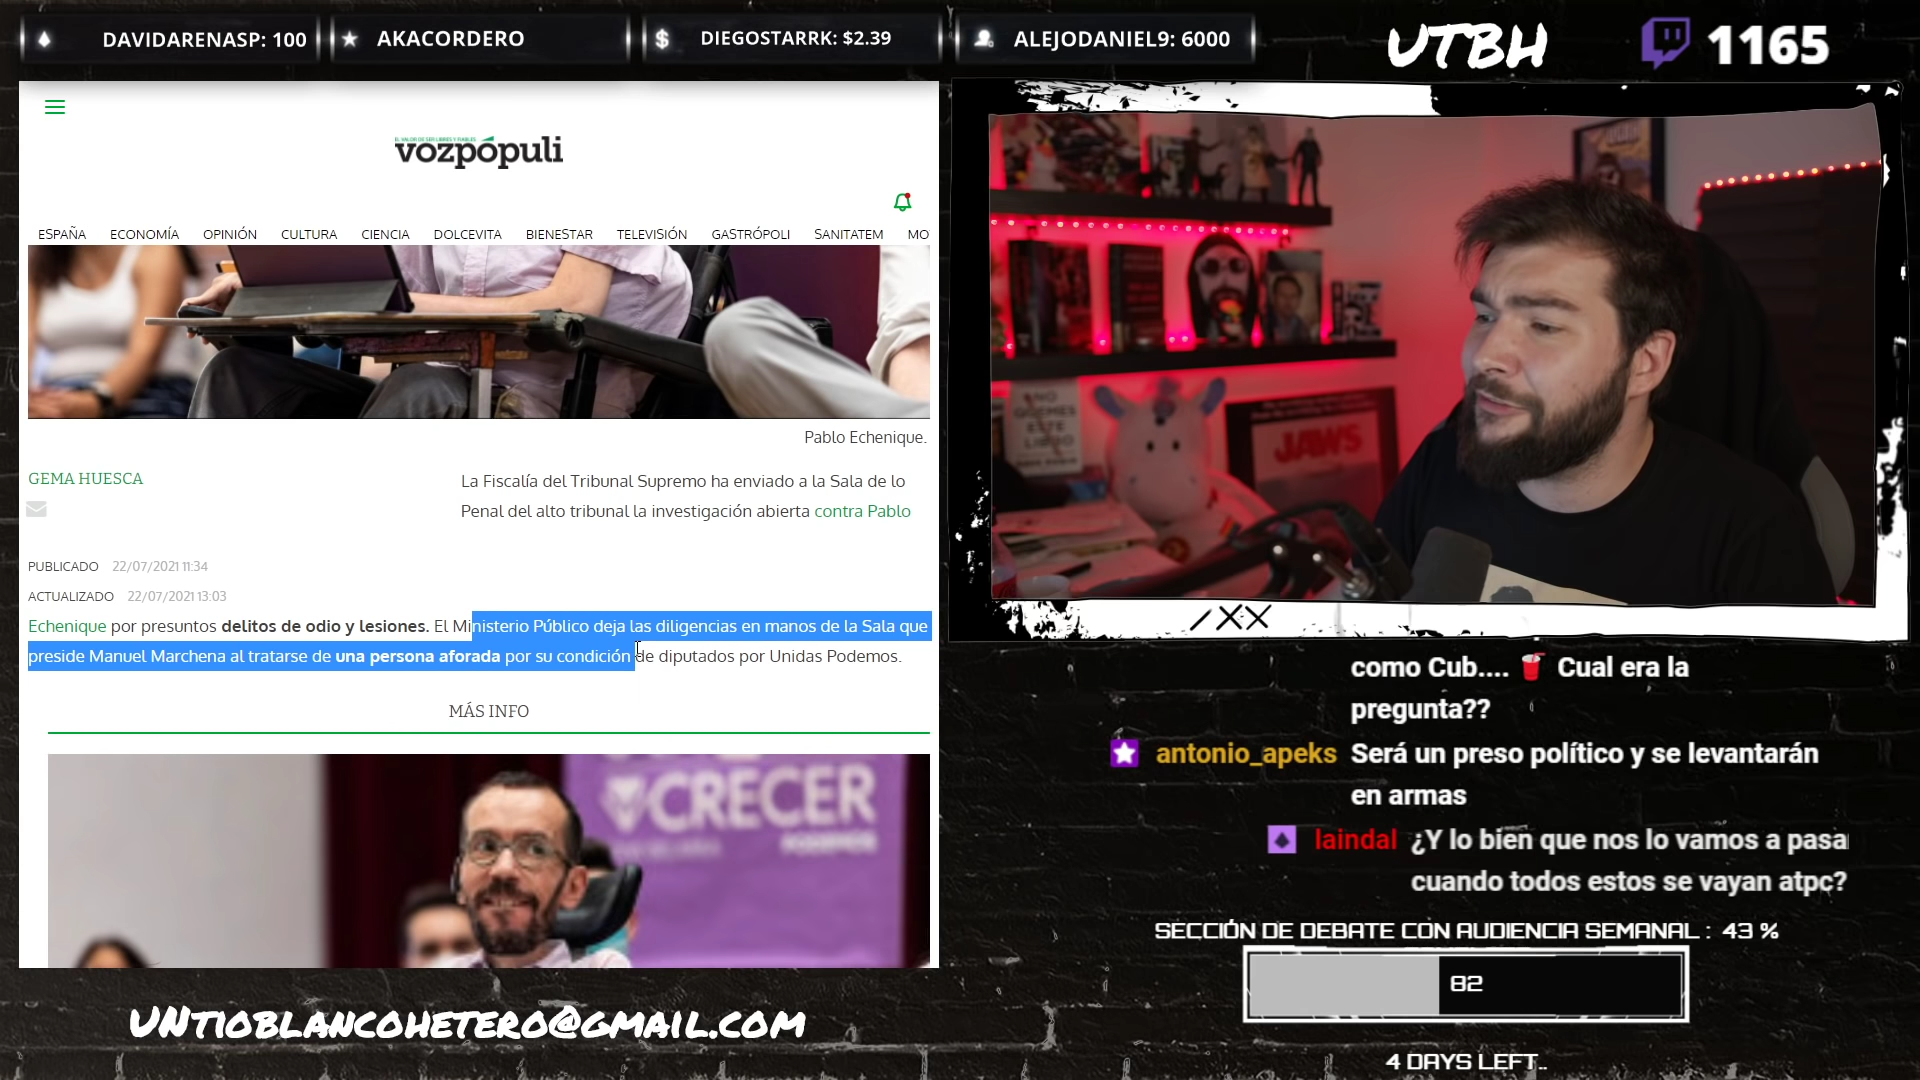 DAVIDARENASP: 100
AKACORDERO
DIEGOSTARRK: $2.39
ALEJODANIEL9: 6000
UTBH
1165
vozpópuli
ESPAÑA ECONOMÍA OPINIÓN CULTURA CIENCIA DOLCEVITA BIENESTAR TELEVISIÓN GASTRÓPOLI SANITATEM MO
Pablo Echenique.
GEMA HUESCA
La Fiscalía del Tribunal Supremo ha enviado a la Sala de lo
Penal del alto tribunal la investigación abierta contra Pablo
PUBLICADO 22/07/2021 11:34
ACTUALIZADO 22/07/2021 13:03
Echenique por presuntos delitos de odio y lesiones. El Ministerio Público deja las diligencias en manos de la Sala que
preside Manuel Marchena al tratarse de una persona aforada por su condición de diputados por Unidas Podemos.
MÁS INFO
CRECER
PODEMOS
UNTIOBLANCOHETERO@GMAIL.COM
NO
QUEMES
ESTE
LIBRO
JAWS
como Cub.... Cual era la
pregunta??
antonio_apeks Será un preso político y se levantarán
en armas
laindal ¿Y lo bien que nos lo vamos a pasa
cuando todos estos se vayan atpc?
SECCIÓN DE DEBATE CON AUDIENCIA SEMANAL : 43 %
82
4 DAYS LEFT..